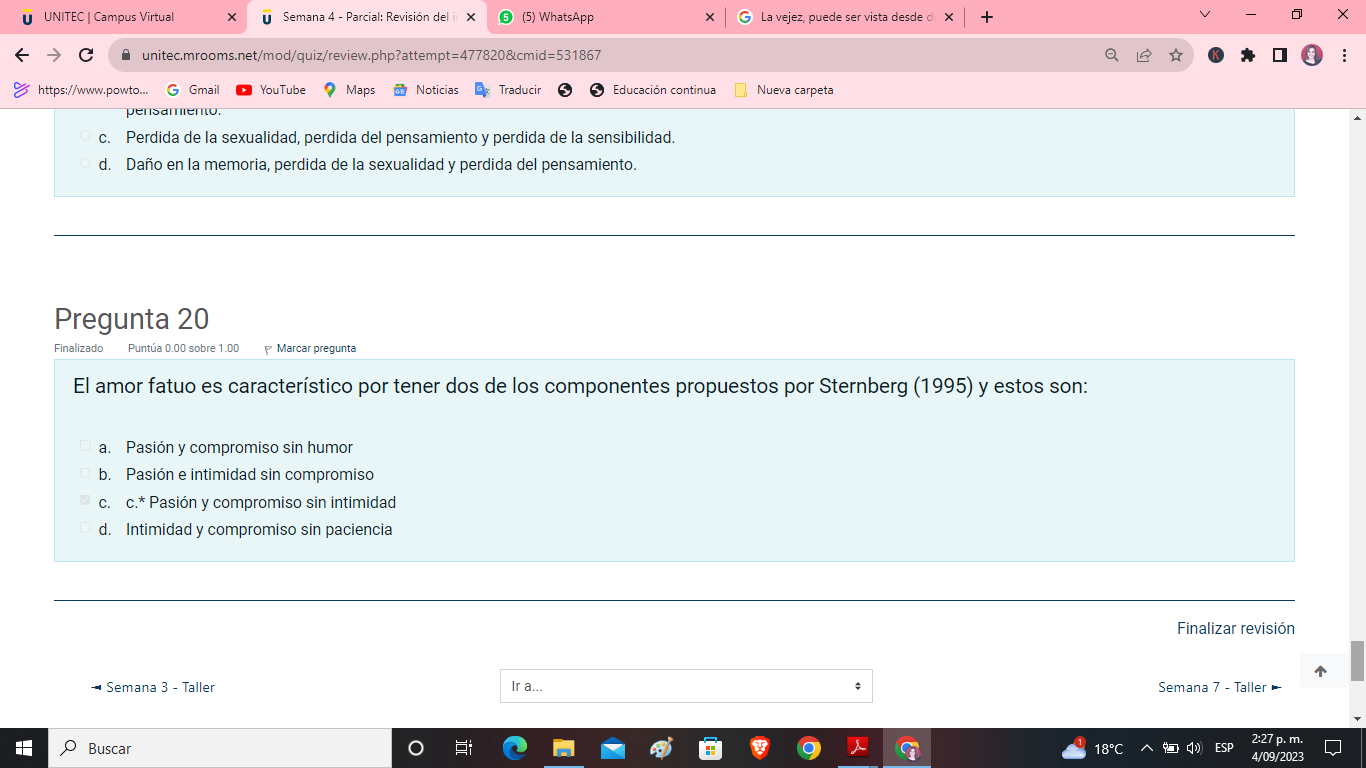 UNITEC | Campus Virtual
Semana 4 - Parcial: Revisión del i
(5) WhatsApp
La vejez, puede ser vista desde d
unitec.mrooms.net/mod/quiz/review.php?attempt=477820&cmid=531867
https://www.powto...
Gmail
YouTube
Maps
Noticias
Traducir
Educación continua
Nueva carpeta
pensamiento.
c. Perdida de la sexualidad, perdida del pensamiento y perdida de la sensibilidad.
d. Daño en la memoria, perdida de la sexualidad y perdida del pensamiento.
Pregunta 20
Finalizado Puntúa 0.00 sobre 1.00 Marcar pregunta
El amor fatuo es característico por tener dos de los componentes propuestos por Sternberg (1995) y estos son:
a. Pasión y compromiso sin humor
b. Pasión e intimidad sin compromiso
c. c.* Pasión y compromiso sin intimidad
d. Intimidad y compromiso sin paciencia
Finalizar revisión
◄ Semana 3 - Taller
Ir a...
Semana 7 - Taller ►
Buscar
18°C
ESP
2:27 p. m.
4/09/2023